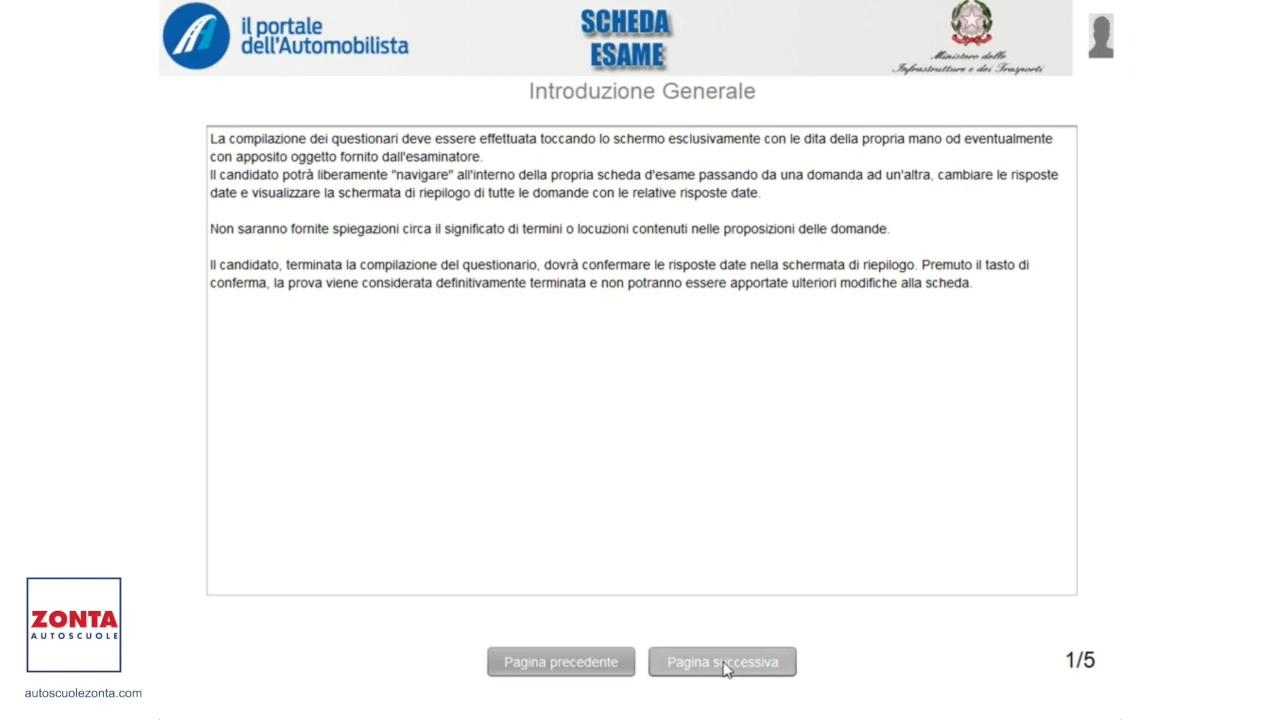 il portale
dell'Automobilista
SCHEDA
ESAME
Ministero delle
Infrastrutture e dei Trasporti
Introduzione Generale
La compilazione dei questionari deve essere effettuata toccando lo schermo esclusivamente con le dita della propria mano od eventualmente
con apposito oggetto fornito dall'esaminatore.
Il candidato potrà liberamente "navigare" all'interno della propria scheda d'esame passando da una domanda ad un'altra, cambiare le risposte
date e visualizzare la schermata di riepilogo di tutte le domande con le relative risposte date.
Non saranno fornite spiegazioni circa il significato di termini o locuzioni contenuti nelle proposizioni delle domande.
Il candidato, terminata la compilazione del questionario, dovrà confermare le risposte date nella schermata di riepilogo. Premuto il tasto di
conferma, la prova viene considerata definitivamente terminata e non potranno essere apportate ulteriori modifiche alla scheda.
ZONTA
AUTOSCUOLE
autoscuolezonta.com
Pagina precedente
Pagina successiva
1/5